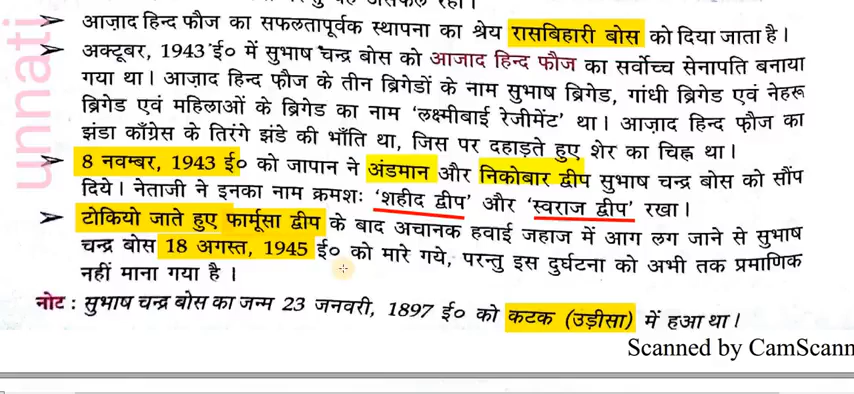 ➤ आज़ाद हिन्द फौज का सफलतापूर्वक स्थापना का श्रेय रासबिहारी बोस को दिया जाता है।
➤ अक्टूबर, 1943 ई० में सुभाष चन्द्र बोस को आजाद हिन्द फौज का सर्वोच्च सेनापति बनाया
गया था। आज़ाद हिन्द फ़ौज के तीन ब्रिगेडों के नाम सुभाष ब्रिगेड, गांधी ब्रिगेड एवं नेहरू
ब्रिगेड एवं महिलाओं के ब्रिगेड का नाम ‘लक्ष्मीबाई रेजीमेंट’ था। आज़ाद हिन्द फ़ौज का
झंडा काँग्रेस के तिरंगे झंडे की भाँति था, जिस पर दहाड़ते हुए शेर का चिह्न था।
➤ 8 नवम्बर, 1943 ई० को जापान ने अंडमान और निकोबार द्वीप सुभाष चन्द्र बोस को सौंप
दिये। नेताजी ने इनका नाम क्रमशः ‘शहीद द्वीप’ और ‘स्वराज द्वीप’ रखा।
➤ टोकियो जाते हुए फार्मूसा द्वीप के बाद अचानक हवाई जहाज में आग लग जाने से सुभाष
चन्द्र बोस 18 अगस्त, 1945 ई० को मारे गये, परन्तु इस दुर्घटना को अभी तक प्रमाणिक
नहीं माना गया है ।
नोट : सुभाष चन्द्र बोस का जन्म 23 जनवरी, 1897 ई० को कटक (उड़ीसा) में हुआ था।
Scanned by CamScann
unnati